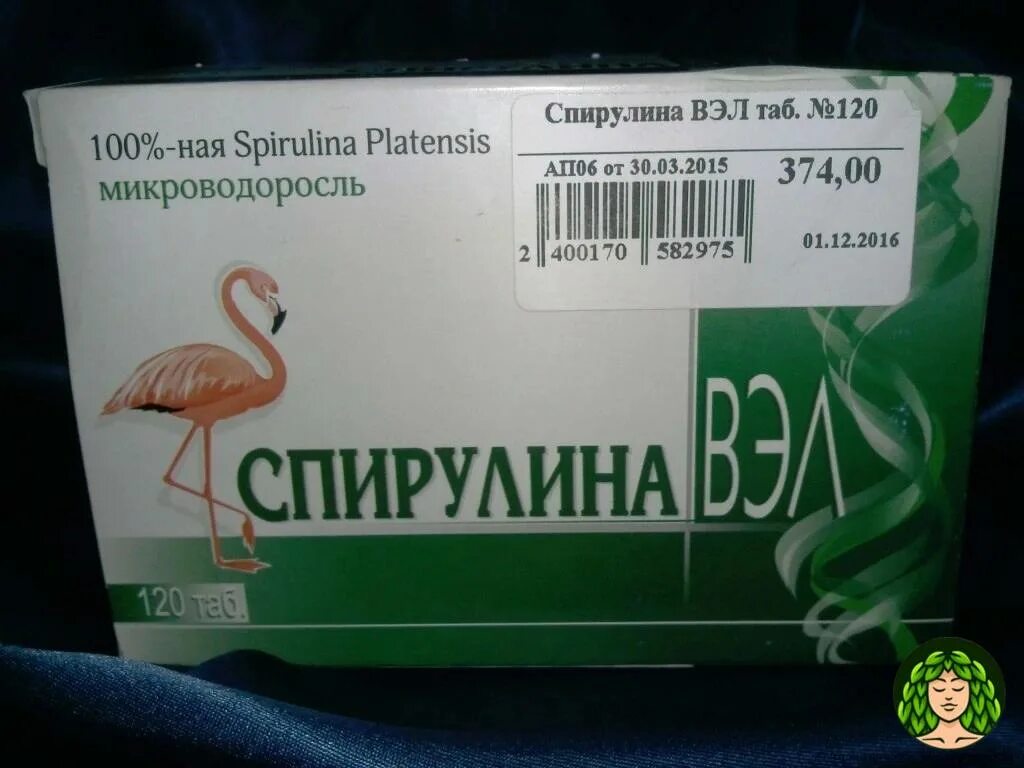 100%-ная Spirulina Platensis
микроводоросль
Спирулина ВЭЛ таб. №120
АП06 от 30.03.2015 374,00
2 400170 582975 01.12.2016
СПИРУЛИНА ВЭЛ
120 таб.